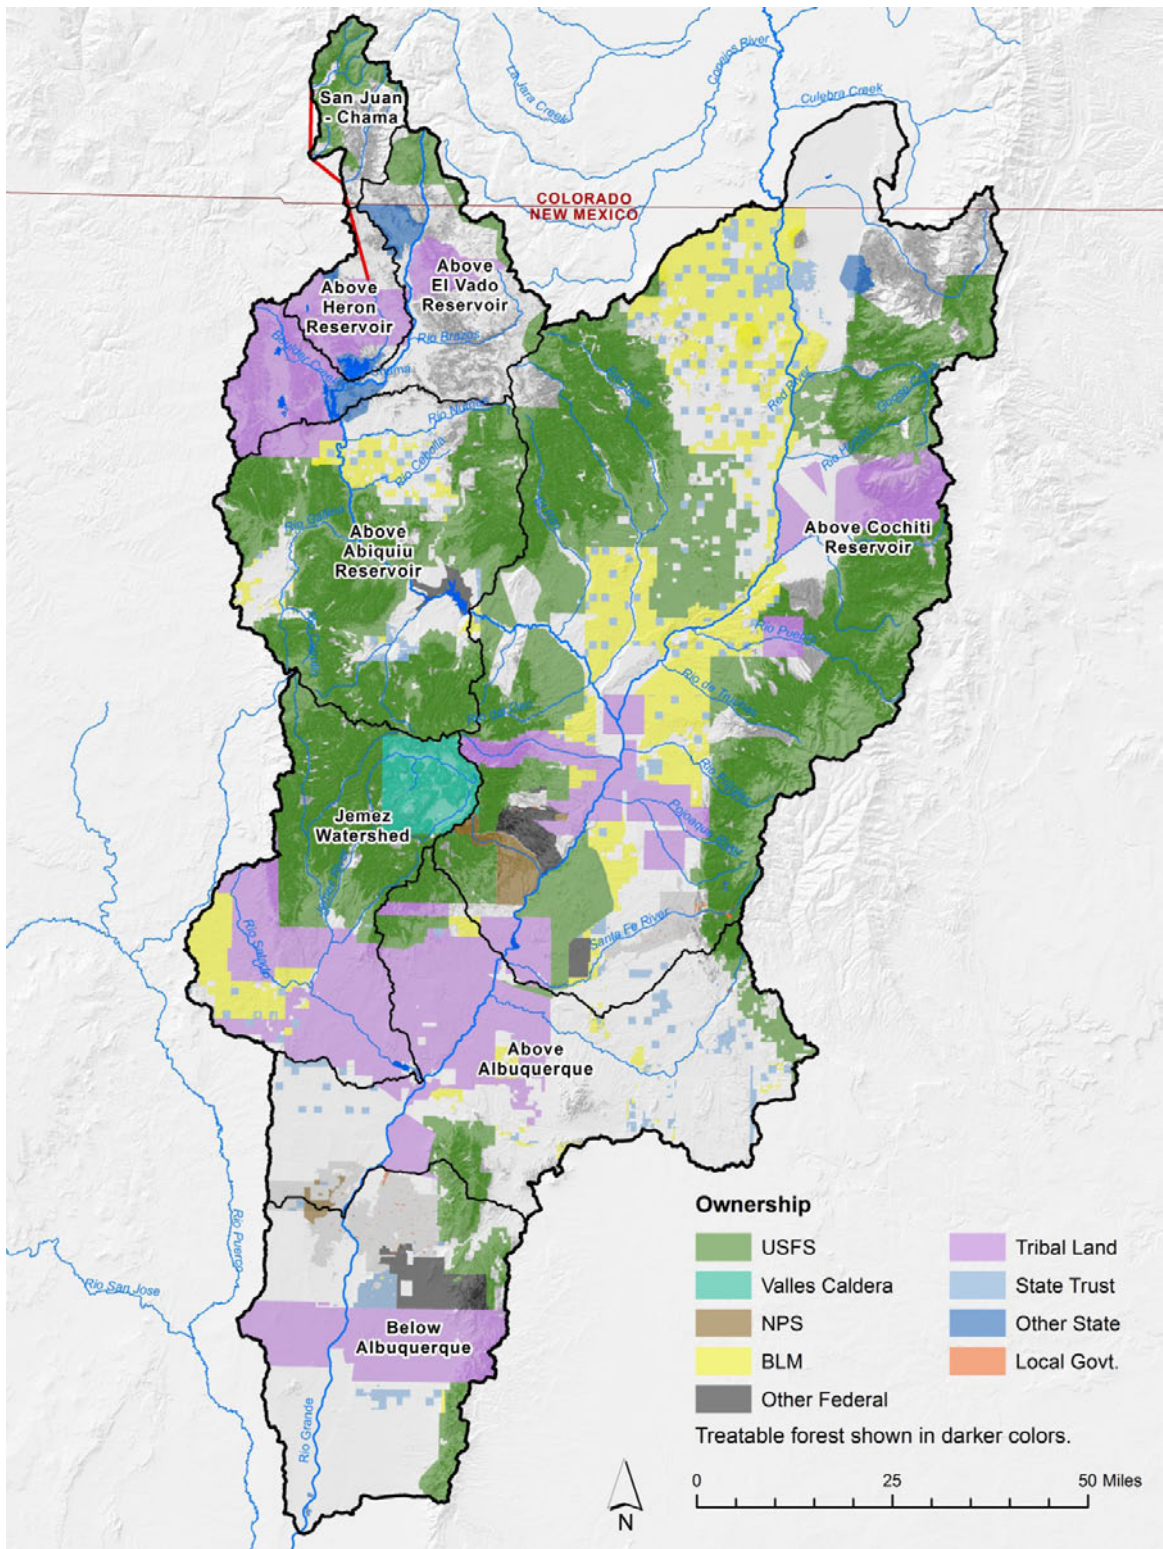 Conejos River
La Jara Creek
Culebra Creek
San Juan
- Chama
COLORADO
NEW MEXICO
Above
El Vado
Reservoir
Above
Heron
Reservoir
Rio Brazos
Boulder Creek
Chama
Rio Nutrias
Rio Cebolla
Red River
Rio Hondo
Rio Gallina
Above
Abiquiu
Reservoir
Above Cochiti
Reservoir
Rio Pueblo
Rio de Truchas
Jemez
Watershed
Pojoaque River
Santa Fe River
Rio Salado
Above
Albuquerque
Rio Puerco
Rio San Jose
Below
Albuquerque
Rio Grande
Ownership
USFS
Valles Caldera
NPS
BLM
Other Federal
Tribal Land
State Trust
Other State
Local Govt.
Treatable forest shown in darker colors.
N
0 25 50 Miles